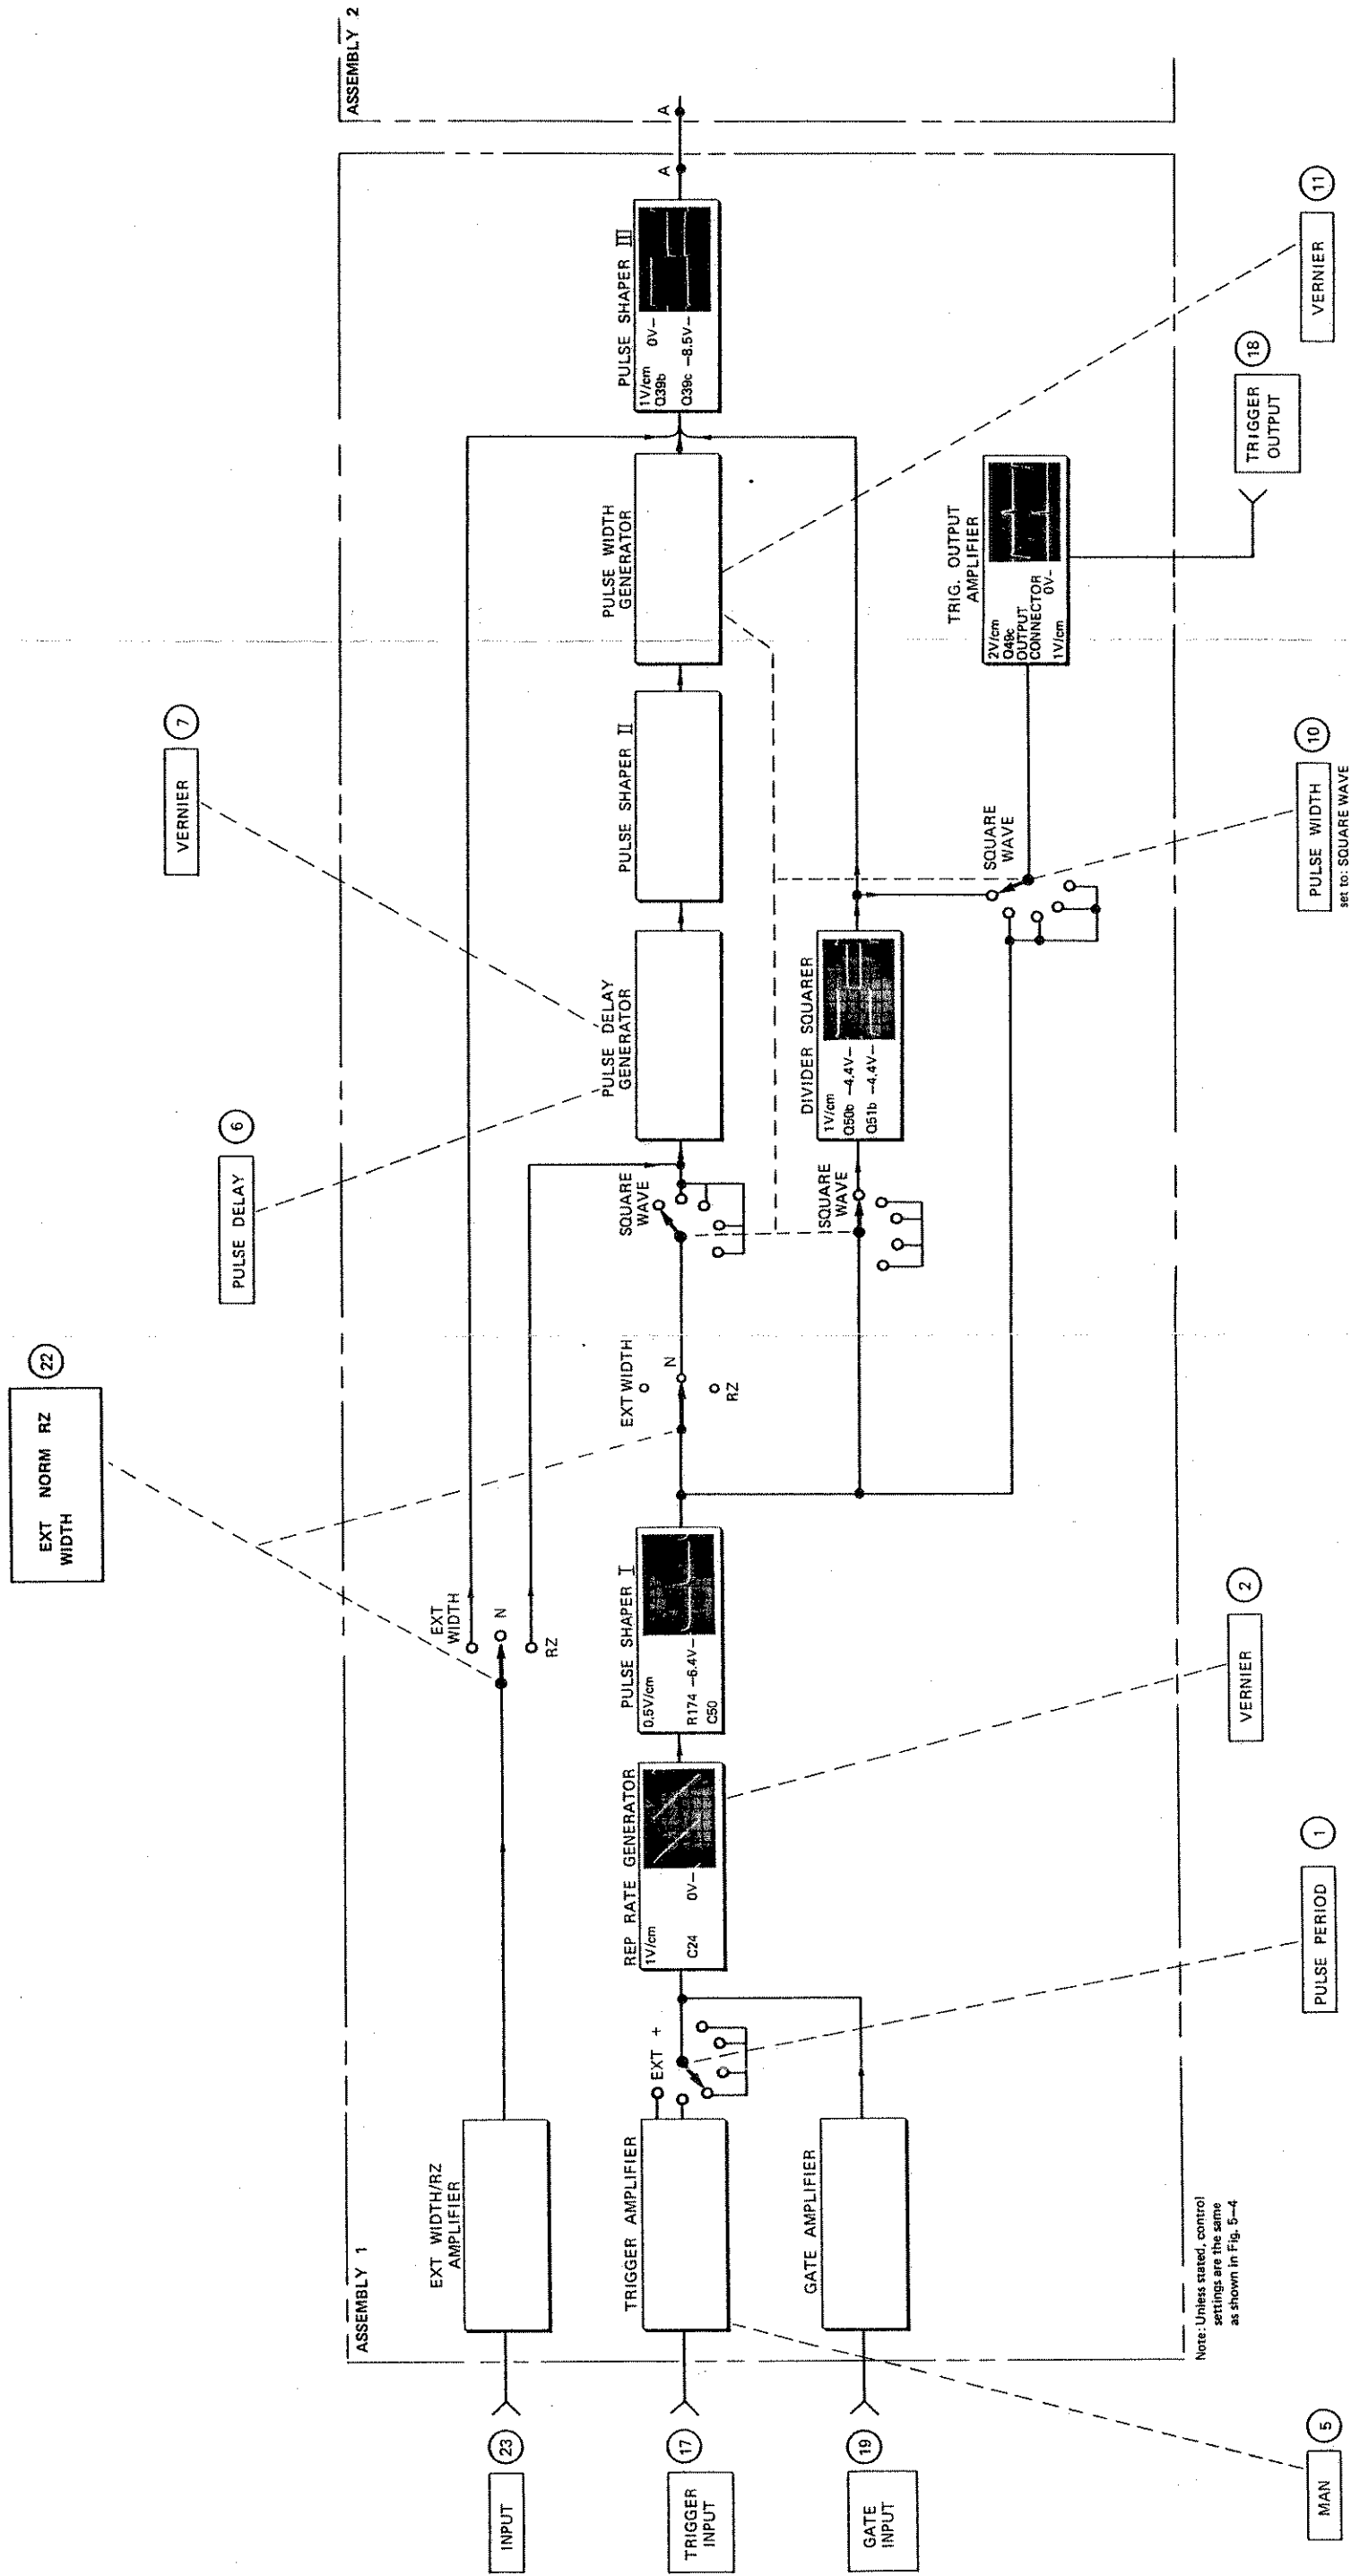 ASSEMBLY 1
ASSEMBLY 2
EXT NORM RZ
WIDTH
22
PULSE DELAY
6
VERNIER
7
INPUT
23
EXT WIDTH/RZ
AMPLIFIER
EXT
WIDTH
N
RZ
TRIGGER
INPUT
17
TRIGGER AMPLIFIER
EXT +
REP RATE GENERATOR
1V/cm
C24
0V–
PULSE SHAPER I
0.5V/cm
R174 –6.4V–
C50
EXT WIDTH
N
RZ
SQUARE
WAVE
PULSE DELAY
GENERATOR
PULSE SHAPER II
PULSE WIDTH
GENERATOR
PULSE SHAPER III
1V/cm
Q39b 0V–
Q39c –8.5V–
A
A
GATE
INPUT
19
GATE AMPLIFIER
SQUARE
WAVE
DIVIDER SQUARER
1V/cm
Q50b –4.4V–
Q51b –4.4V–
SQUARE
WAVE
TRIG. OUTPUT
AMPLIFIER
2V/cm
Q49c
OUTPUT
CONNECTOR
0V–
1V/cm
TRIGGER
OUTPUT
18
VERNIER
11
MAN
5
PULSE PERIOD
1
VERNIER
2
PULSE WIDTH
10
set to: SQUARE WAVE
Note: Unless stated, control
settings are the same
as shown in Fig. 5–4